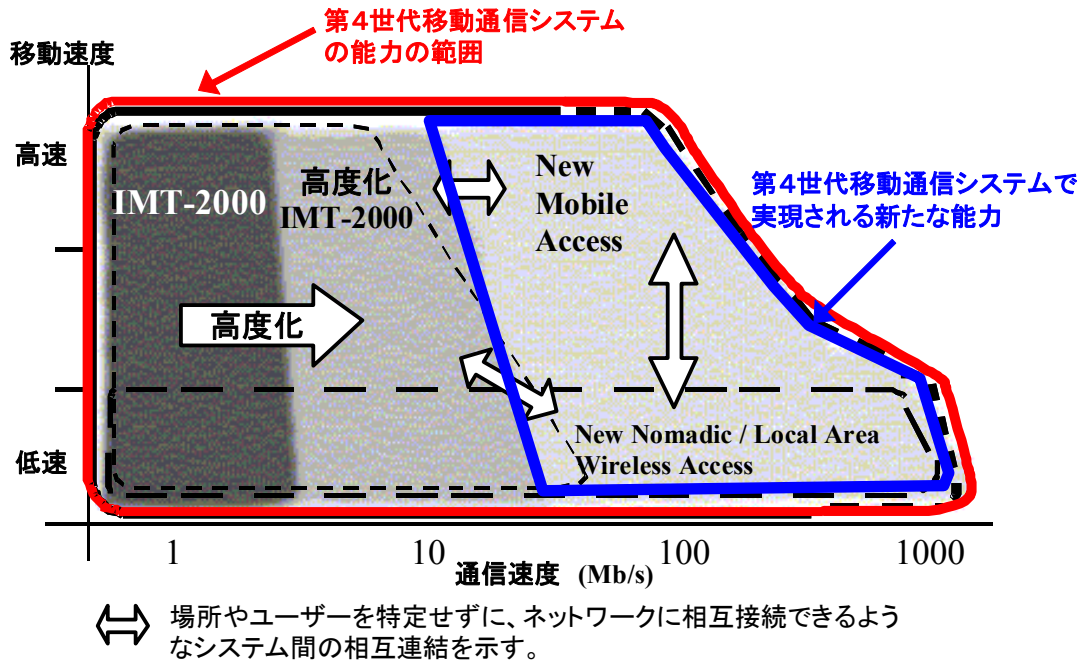 第４世代移動通信システム
の能力の範囲
移動速度
高速
低速
IMT-2000
高度化
IMT-2000
New
Mobile
Access
第４世代移動通信システムで
実現される新たな能力
高度化
New Nomadic / Local Area
Wireless Access
1
10
100
1000
通信速度 (Mb/s)
場所やユーザーを特定せずに、ネットワークに相互接続できるよう
なシステム間の相互連結を示す。